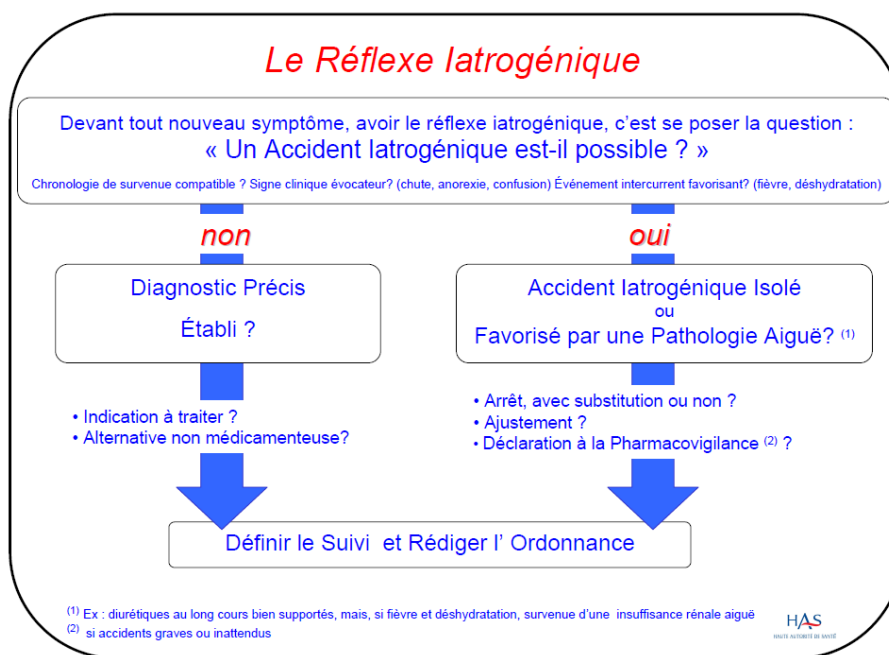 Le Réflexe Iatrogénique
Devant tout nouveau symptôme, avoir le réflexe iatrogénique, c'est se poser la question :
« Un Accident Iatrogénique est-il possible ? »
Chronologie de survenue compatible ? Signe clinique évocateur? (chute, anorexie, confusion) Événement intercurrent favorisant? (fièvre, déshydratation)
non
oui
Diagnostic Précis
Établi ?
Accident Iatrogénique Isolé
ou
Favorisé par une Pathologie Aiguë? (1)
• Indication à traiter ?
• Alternative non médicamenteuse?
• Arrêt, avec substitution ou non ?
• Ajustement ?
• Déclaration à la Pharmacovigilance (2) ?
Définir le Suivi et Rédiger l' Ordonnance
(1) Ex : diurétiques au long cours bien supportés, mais, si fièvre et déshydratation, survenue d'une insuffisance rénale aiguë
(2) si accidents graves ou inattendus
HAS
HAUTE AUTORITÉ DE SANTÉ